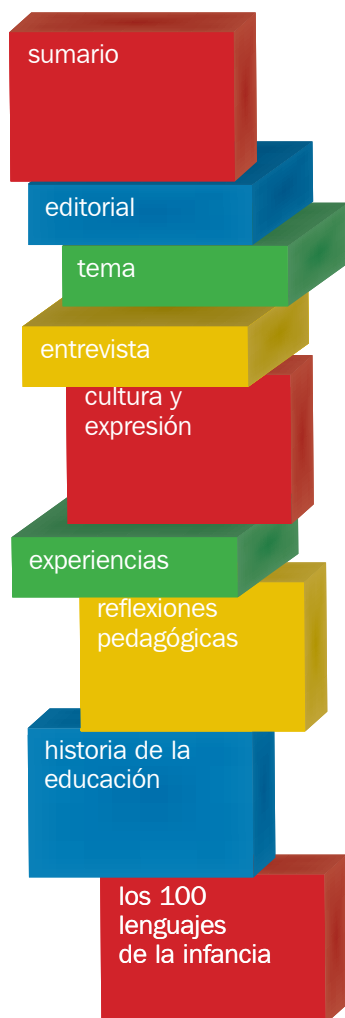 sumario
editorial
tema
entrevista
cultura y
expresión
experiencias
reflexiones
pedagógicas
historia de la
educación
los 100
lenguajes
de la infancia